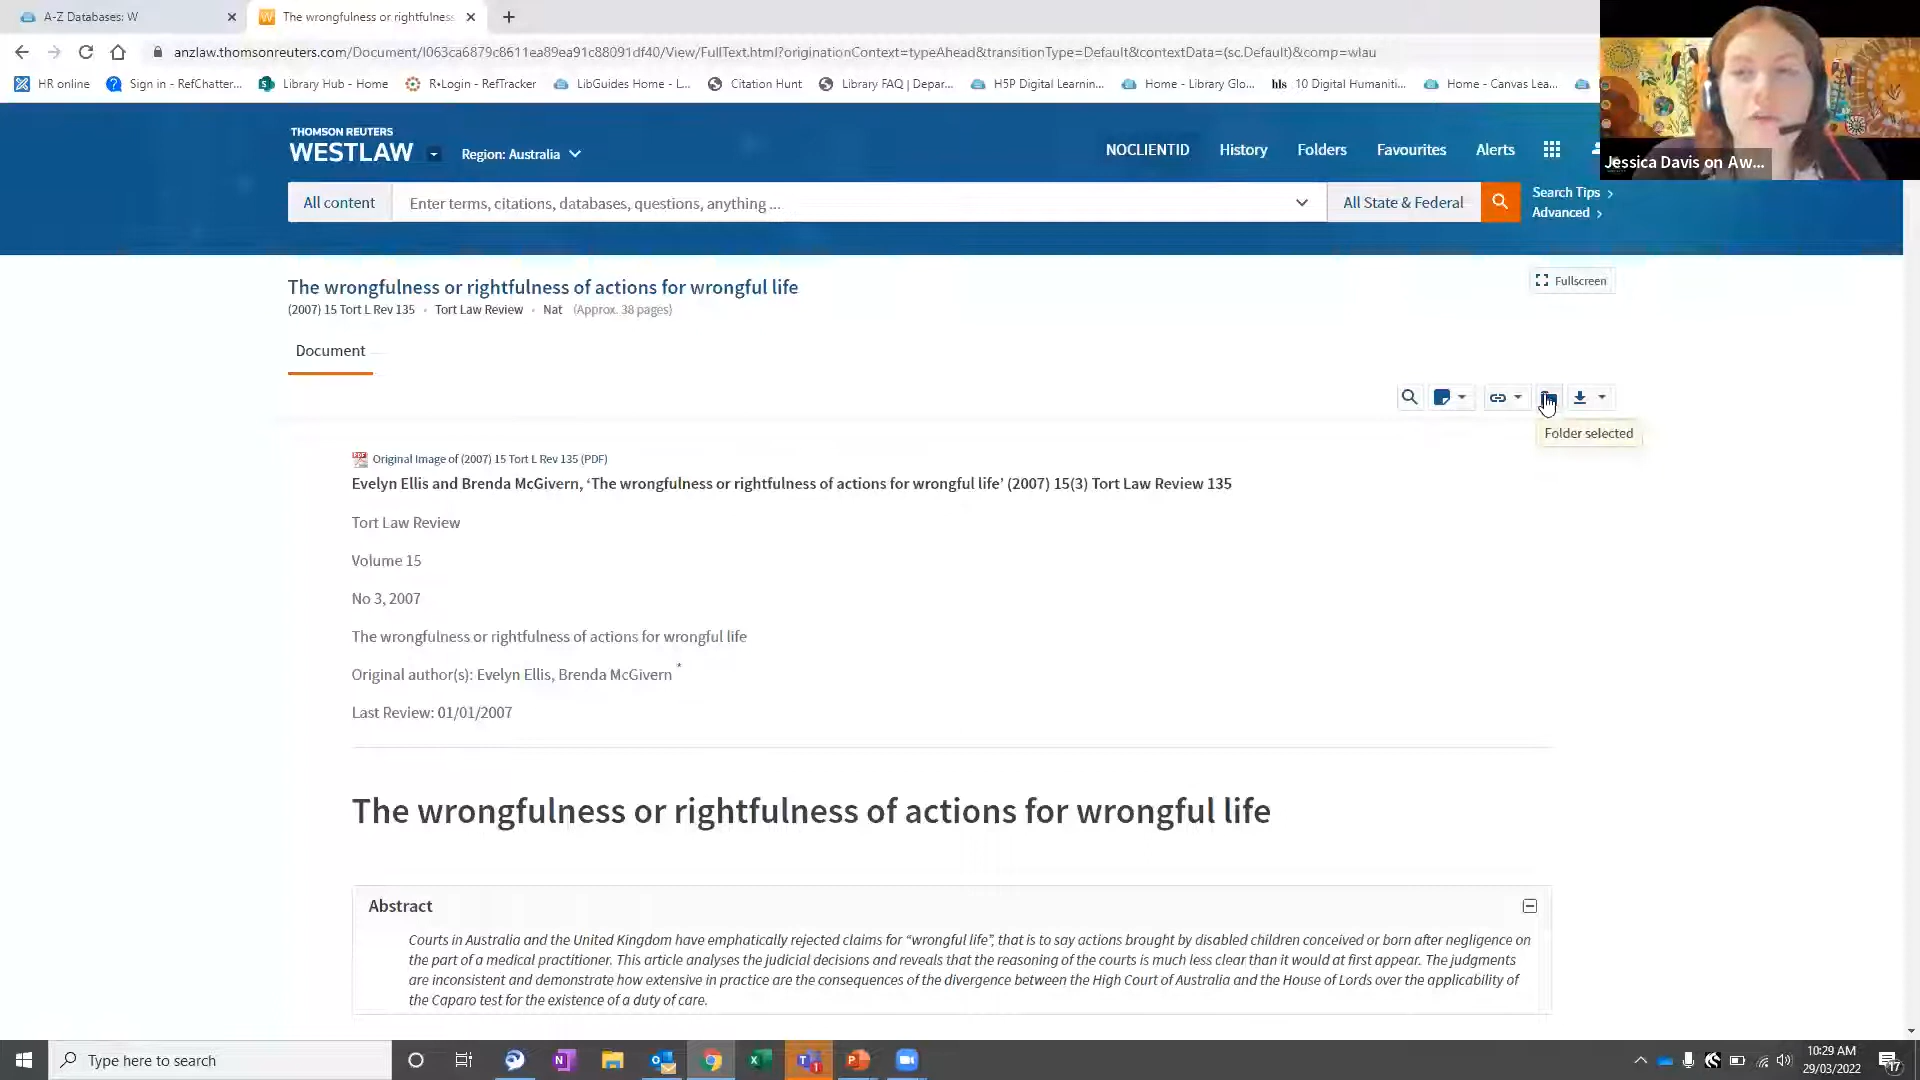 A-Z Databases: W
The wrongfulness or rightfulness
anzlaw.thomsonreuters.com/Document/I063ca6879c8611ea89ea91c88091df40/View/FullText.html?originationContext=typeAhead&transitionType=Default&contextData=(sc.Default)&comp=wlau
HR online
Sign in - RefChatter...
Library Hub - Home
R•Login - RefTracker
LibGuides Home - L...
Citation Hunt
Library FAQ | Depar...
H5P Digital Learnin...
Home - Library Glo...
hls 10 Digital Humaniti...
Home - Canvas Lea...
Jessica Davis on Aw...
THOMSON REUTERS
WESTLAW
Region: Australia
NOCLIENTID
History
Folders
Favourites
Alerts
All content
Enter terms, citations, databases, questions, anything ...
All State & Federal
Search Tips
Advanced
The wrongfulness or rightfulness of actions for wrongful life
Fullscreen
(2007) 15 Tort L Rev 135 • Tort Law Review • Nat (Approx. 38 pages)
Document
Folder selected
Original Image of (2007) 15 Tort L Rev 135 (PDF)
Evelyn Ellis and Brenda McGivern, ‘The wrongfulness or rightfulness of actions for wrongful life’ (2007) 15(3) Tort Law Review 135
Tort Law Review
Volume 15
No 3, 2007
The wrongfulness or rightfulness of actions for wrongful life
Original author(s): Evelyn Ellis, Brenda McGivern *
Last Review: 01/01/2007
The wrongfulness or rightfulness of actions for wrongful life
Abstract
Courts in Australia and the United Kingdom have emphatically rejected claims for “wrongful life”, that is to say actions brought by disabled children conceived or born after negligence on
the part of a medical practitioner. This article analyses the judicial decisions and reveals that the reasoning of the courts is much less clear than it would at first appear. The judgments
are inconsistent and demonstrate how extensive in practice are the consequences of the divergence between the High Court of Australia and the House of Lords over the applicability of
the Caparo test for the existence of a duty of care.
Type here to search
10:29 AM
29/03/2022
17